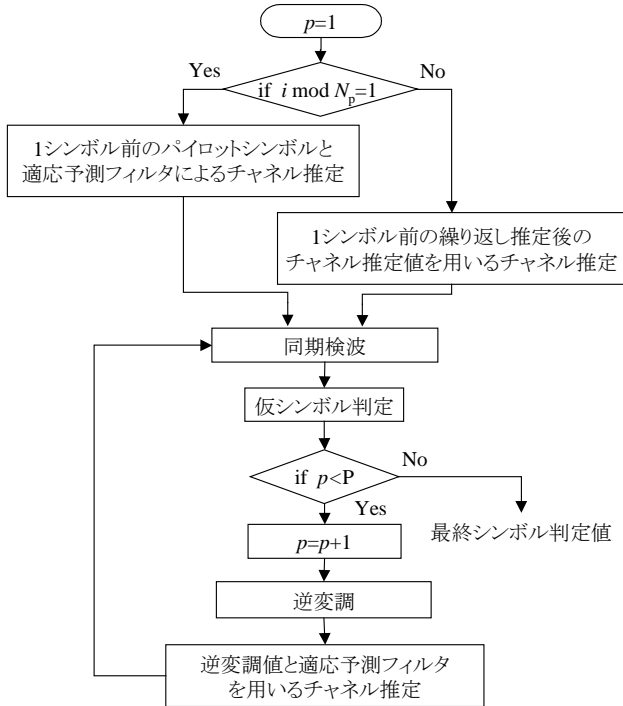 p=1
Yes
No
if i mod Np=1
1シンボル前のパイロットシンボルと
適応予測フィルタによるチャネル推定
1シンボル前の繰り返し推定後の
チャネル推定値を用いるチャネル推定
同期検波
仮シンボル判定
if p<P
No
Yes
最終シンボル判定値
p=p+1
逆変調
逆変調値と適応予測フィルタ
を用いるチャネル推定